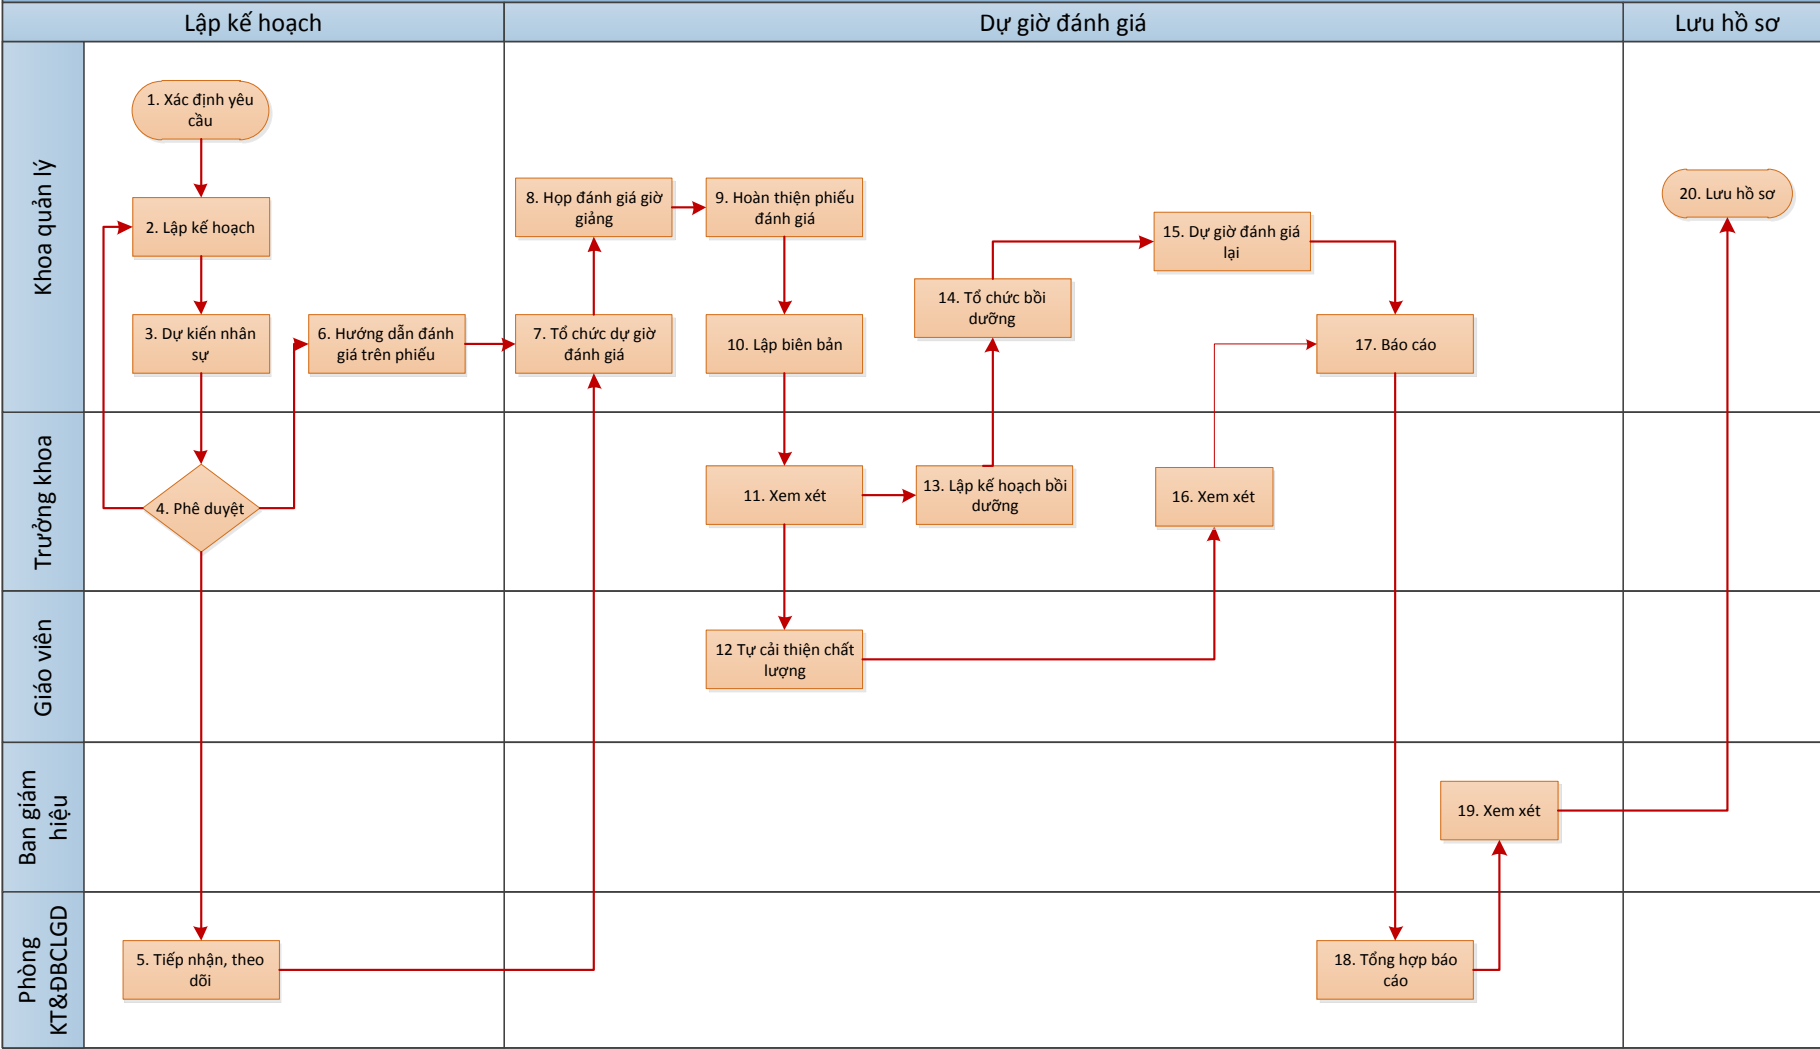 Lập kế hoạch
Dự giờ đánh giá
Lưu hồ sơ
Khoa quản lý
1. Xác định yêu
cầu
2. Lập kế hoạch
3. Dự kiến nhân
sự
6. Hướng dẫn đánh
giá trên phiếu
7. Tổ chức dự giờ
đánh giá
8. Họp đánh giá giờ
giảng
9. Hoàn thiện phiếu
đánh giá
10. Lập biên bản
14. Tổ chức bồi
dưỡng
15. Dự giờ đánh giá
lại
17. Báo cáo
20. Lưu hồ sơ
Trưởng khoa
4. Phê duyệt
11. Xem xét
13. Lập kế hoạch bồi
dưỡng
16. Xem xét
Giáo viên
12 Tự cải thiện chất
lượng
Ban giám
hiệu
19. Xem xét
Phòng
KT&ĐBCLGD
5. Tiếp nhận, theo
dõi
18. Tổng hợp báo
cáo